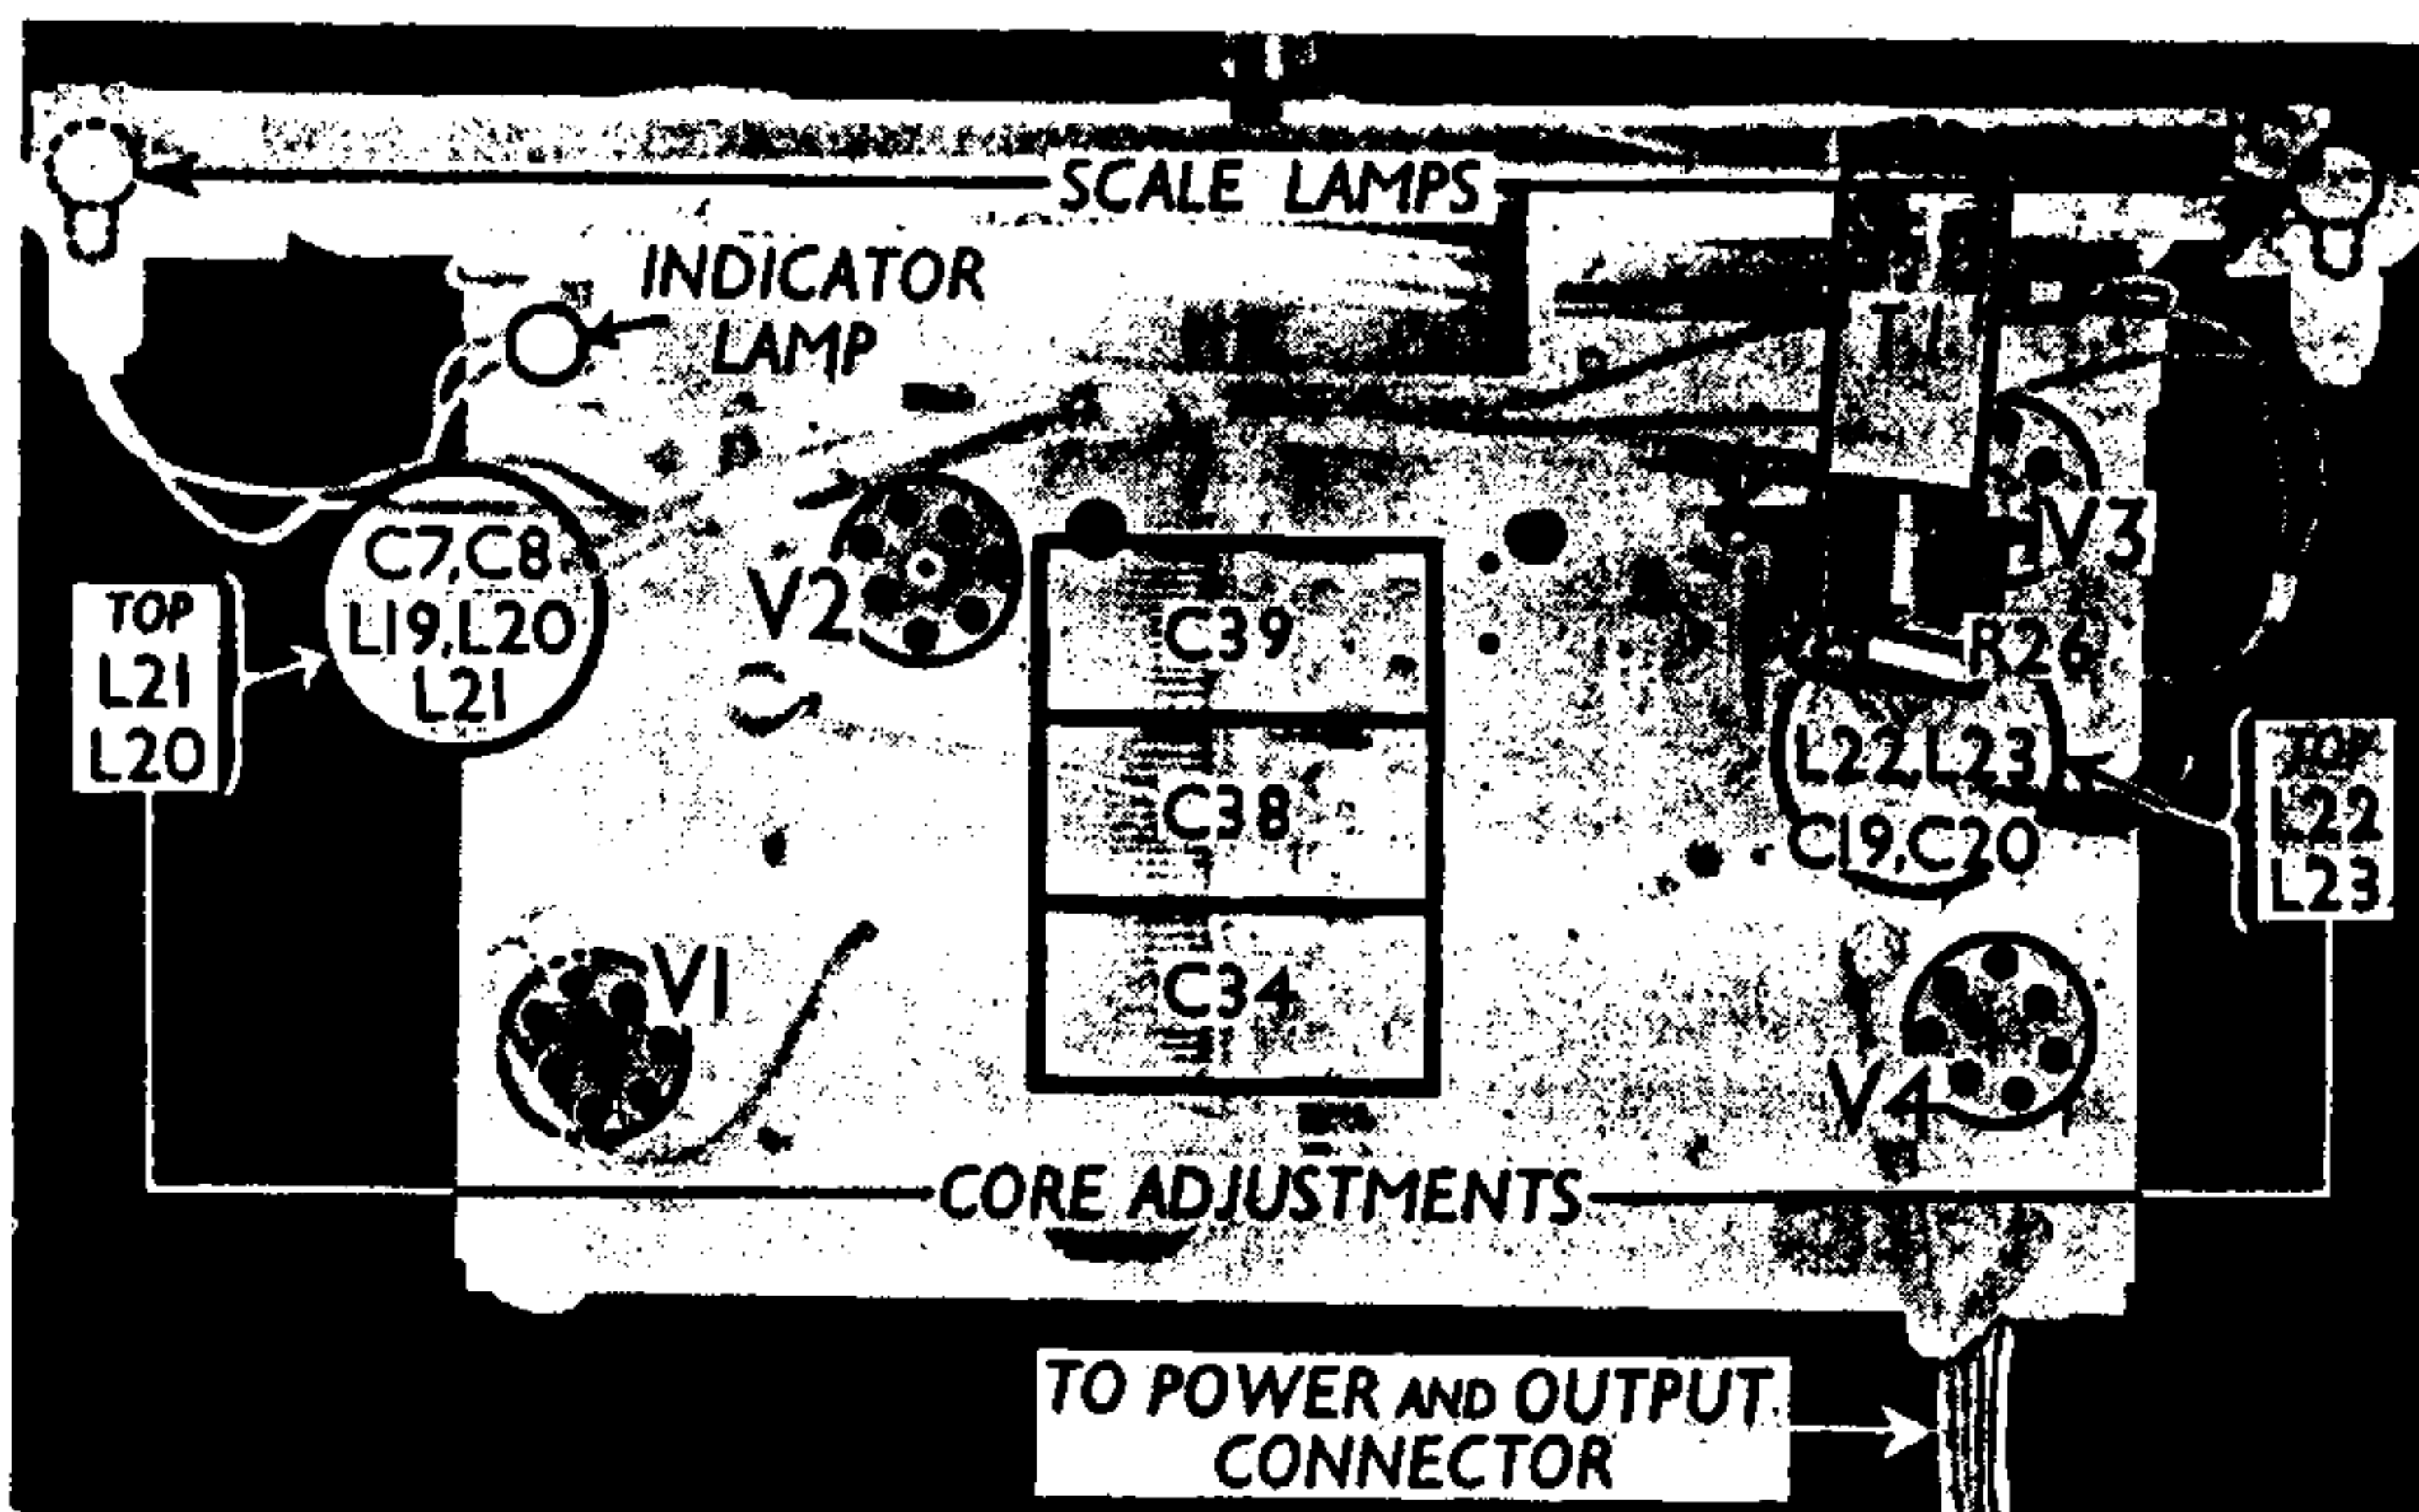 SCALE LAMPS
INDICATOR
LAMP
T1
C7,C8
L19,L20
L21
TOP
L21
L20
V2
V3
C39
R26
C38
L22,L23
C19,C20
TOP
L22
L23
V1
C34
V4
CORE ADJUSTMENTS
TO POWER AND OUTPUT
CONNECTOR